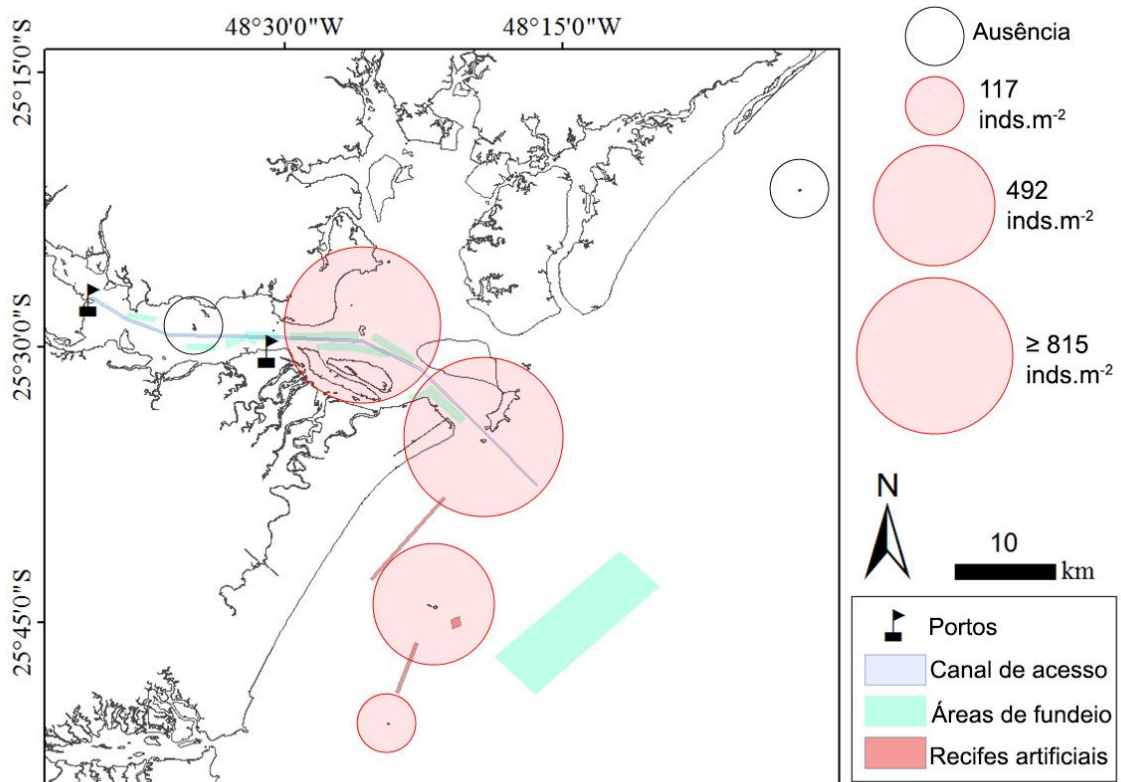 48°30'0"W
48°15'0"W
25°15'0"S
25°30'0"S
25°45'0"S
Ausência
117
inds.m⁻²
492
inds.m⁻²
≥ 815
inds.m⁻²
N
10
km
Portos
Canal de acesso
Áreas de fundeio
Recifes artificiais